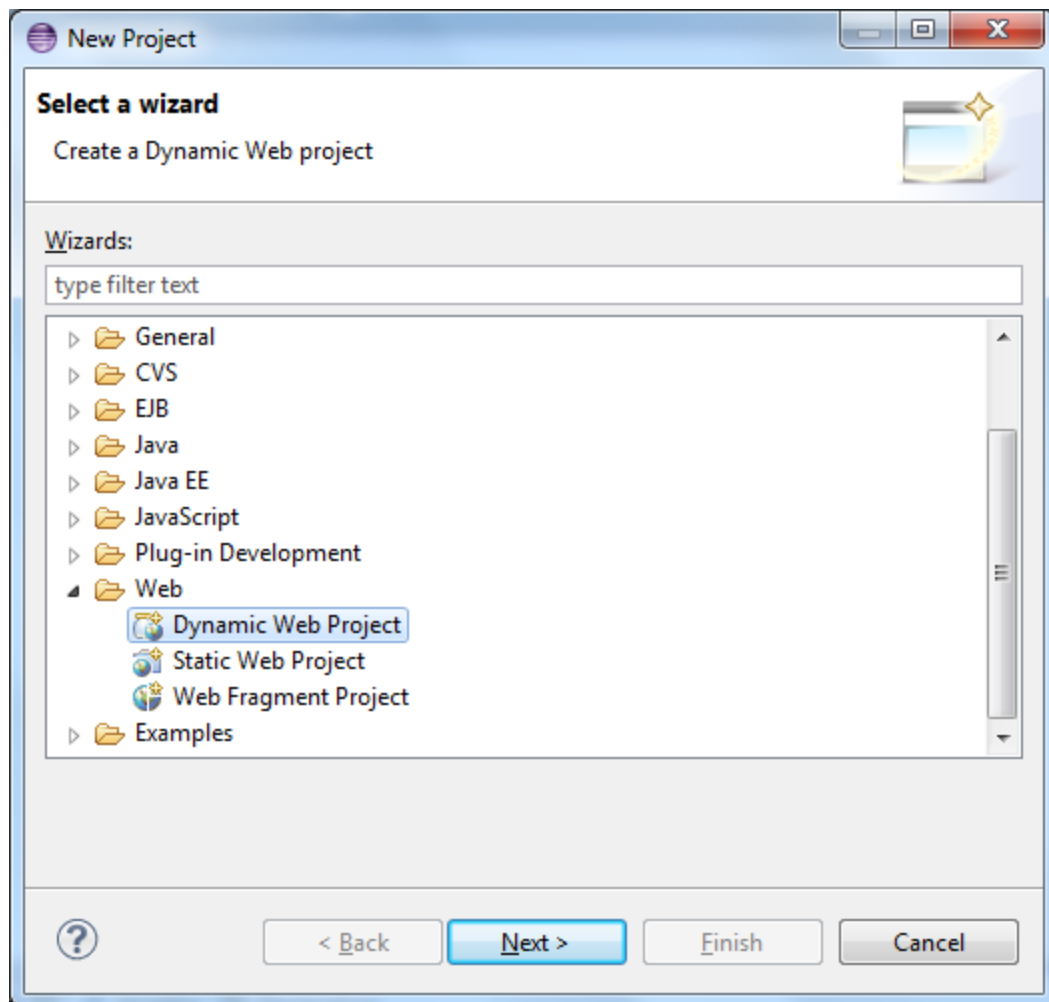 New Project
Select a wizard
Create a Dynamic Web project
Wizards:
type filter text
General
CVS
EJB
Java
Java EE
JavaScript
Plug-in Development
Web
Dynamic Web Project
Static Web Project
Web Fragment Project
Examples
? < Back Next > Finish Cancel